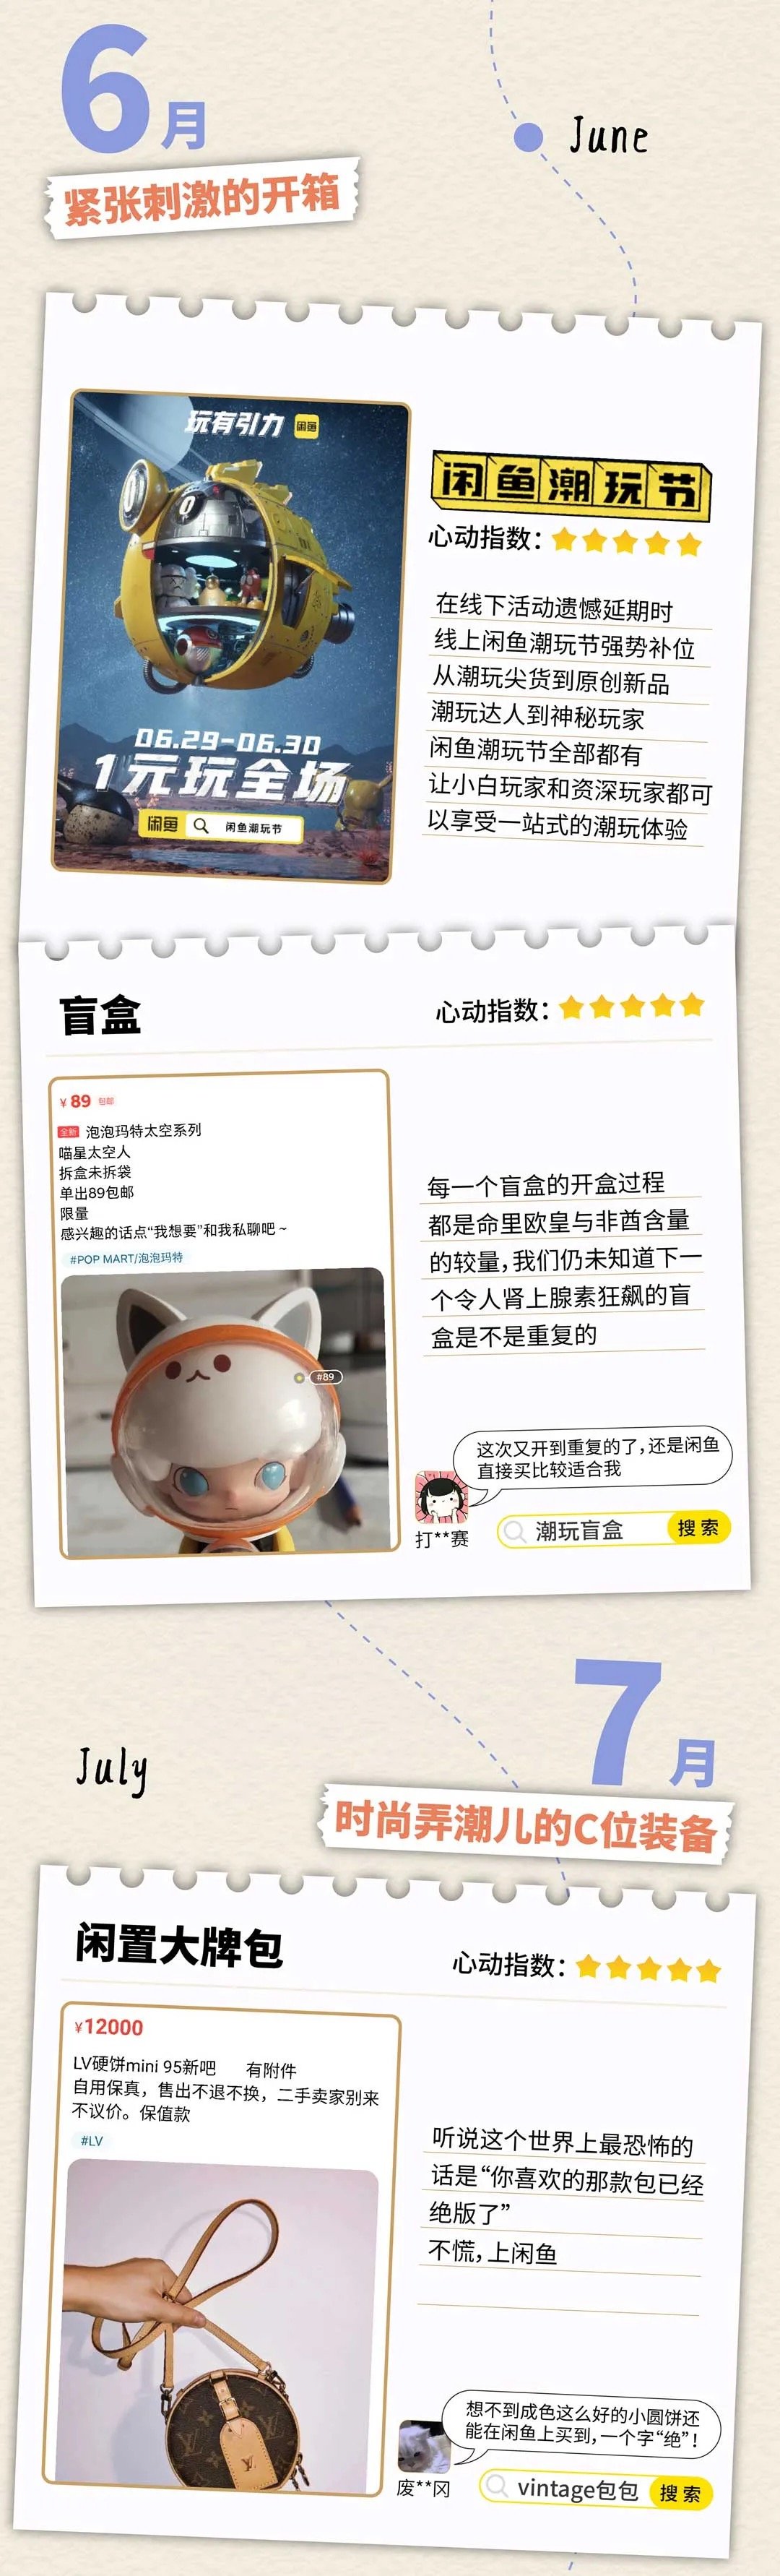 6月
June
紧张刺激的开箱
玩有引力 闲鱼
06.29-06.30
1元玩全场
闲鱼 闲鱼潮玩节
闲鱼潮玩节
心动指数：
在线下活动遗憾延期时
线上闲鱼潮玩节强势补位
从潮玩尖货到原创新品
潮玩达人到神秘玩家
闲鱼潮玩节全部都有
让小白玩家和资深玩家都可
以享受一站式的潮玩体验
盲盒
心动指数：
¥89 包邮
全新 泡泡玛特太空系列
喵星太空人
拆盒未拆袋
单出89包邮
限量
感兴趣的话点“我想要”和我私聊吧~
#POP MART/泡泡玛特
#89
每一个盲盒的开盒过程
都是命里欧皇与非酋含量
的较量，我们仍未知道下一
个令人肾上腺素狂飙的盲
盒是不是重复的
这次又开到重复的了，还是闲鱼
直接买比较适合我
打**赛
潮玩盲盒 搜索
7月
July
时尚弄潮儿的C位装备
闲置大牌包
心动指数：
¥12000
LV硬饼mini 95新吧 有附件
自用保真，售出不退不换，二手卖家别来
不议价。保值款
#LV
听说这个世界上最恐怖的
话是“你喜欢的那款包已经
绝版了”
不慌，上闲鱼
想不到成色这么好的小圆饼还
能在闲鱼上买到，一个字“绝”！
废**冈
vintage包包 搜索